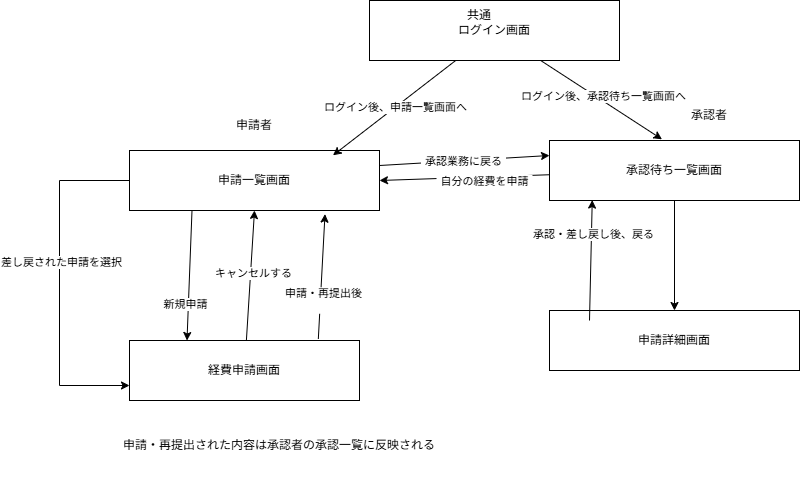 共通
ログイン画面
ログイン後、申請一覧画面へ
ログイン後、承認待ち一覧画面へ
申請者
承認者
申請一覧画面
承認業務に戻る
自分の経費を申請
承認待ち一覧画面
差し戻された申請を選択
新規申請
キャンセルする
申請・再提出後
承認・差し戻し後、戻る
経費申請画面
申請詳細画面
申請・再提出された内容は承認者の承認一覧に反映される